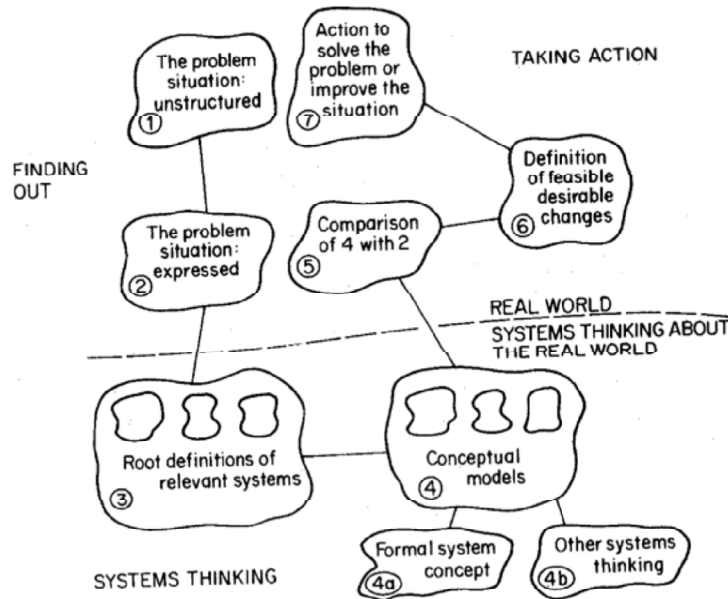 The problem
situation:
unstructured
1
Action to
solve the
problem or
improve the
situation
7
TAKING ACTION
FINDING
OUT
Definition
of feasible
desirable
changes
6
The problem
situation:
expressed
2
Comparison
of 4 with 2
5
REAL WORLD
SYSTEMS THINKING ABOUT
THE REAL WORLD
Root definitions of
relevant systems
3
Conceptual
models
4
Formal system
concept
4a
Other systems
thinking
4b
SYSTEMS THINKING